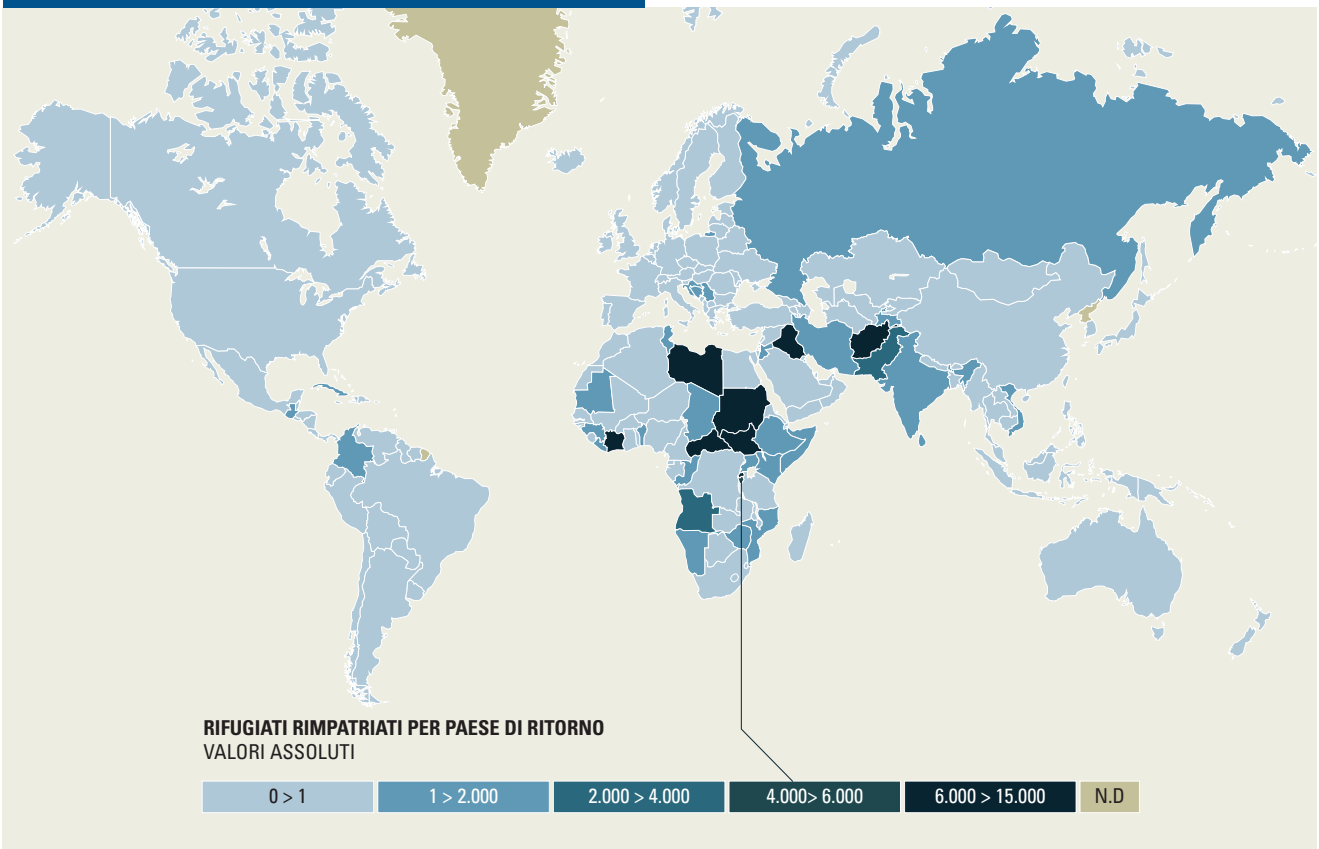 RIFUGIATI RIMPATRIATI PER PAESE DI RITORNO
VALORI ASSOLUTI
0 > 1
1 > 2.000
2.000 > 4.000
4.000> 6.000
6.000 > 15.000
N.D